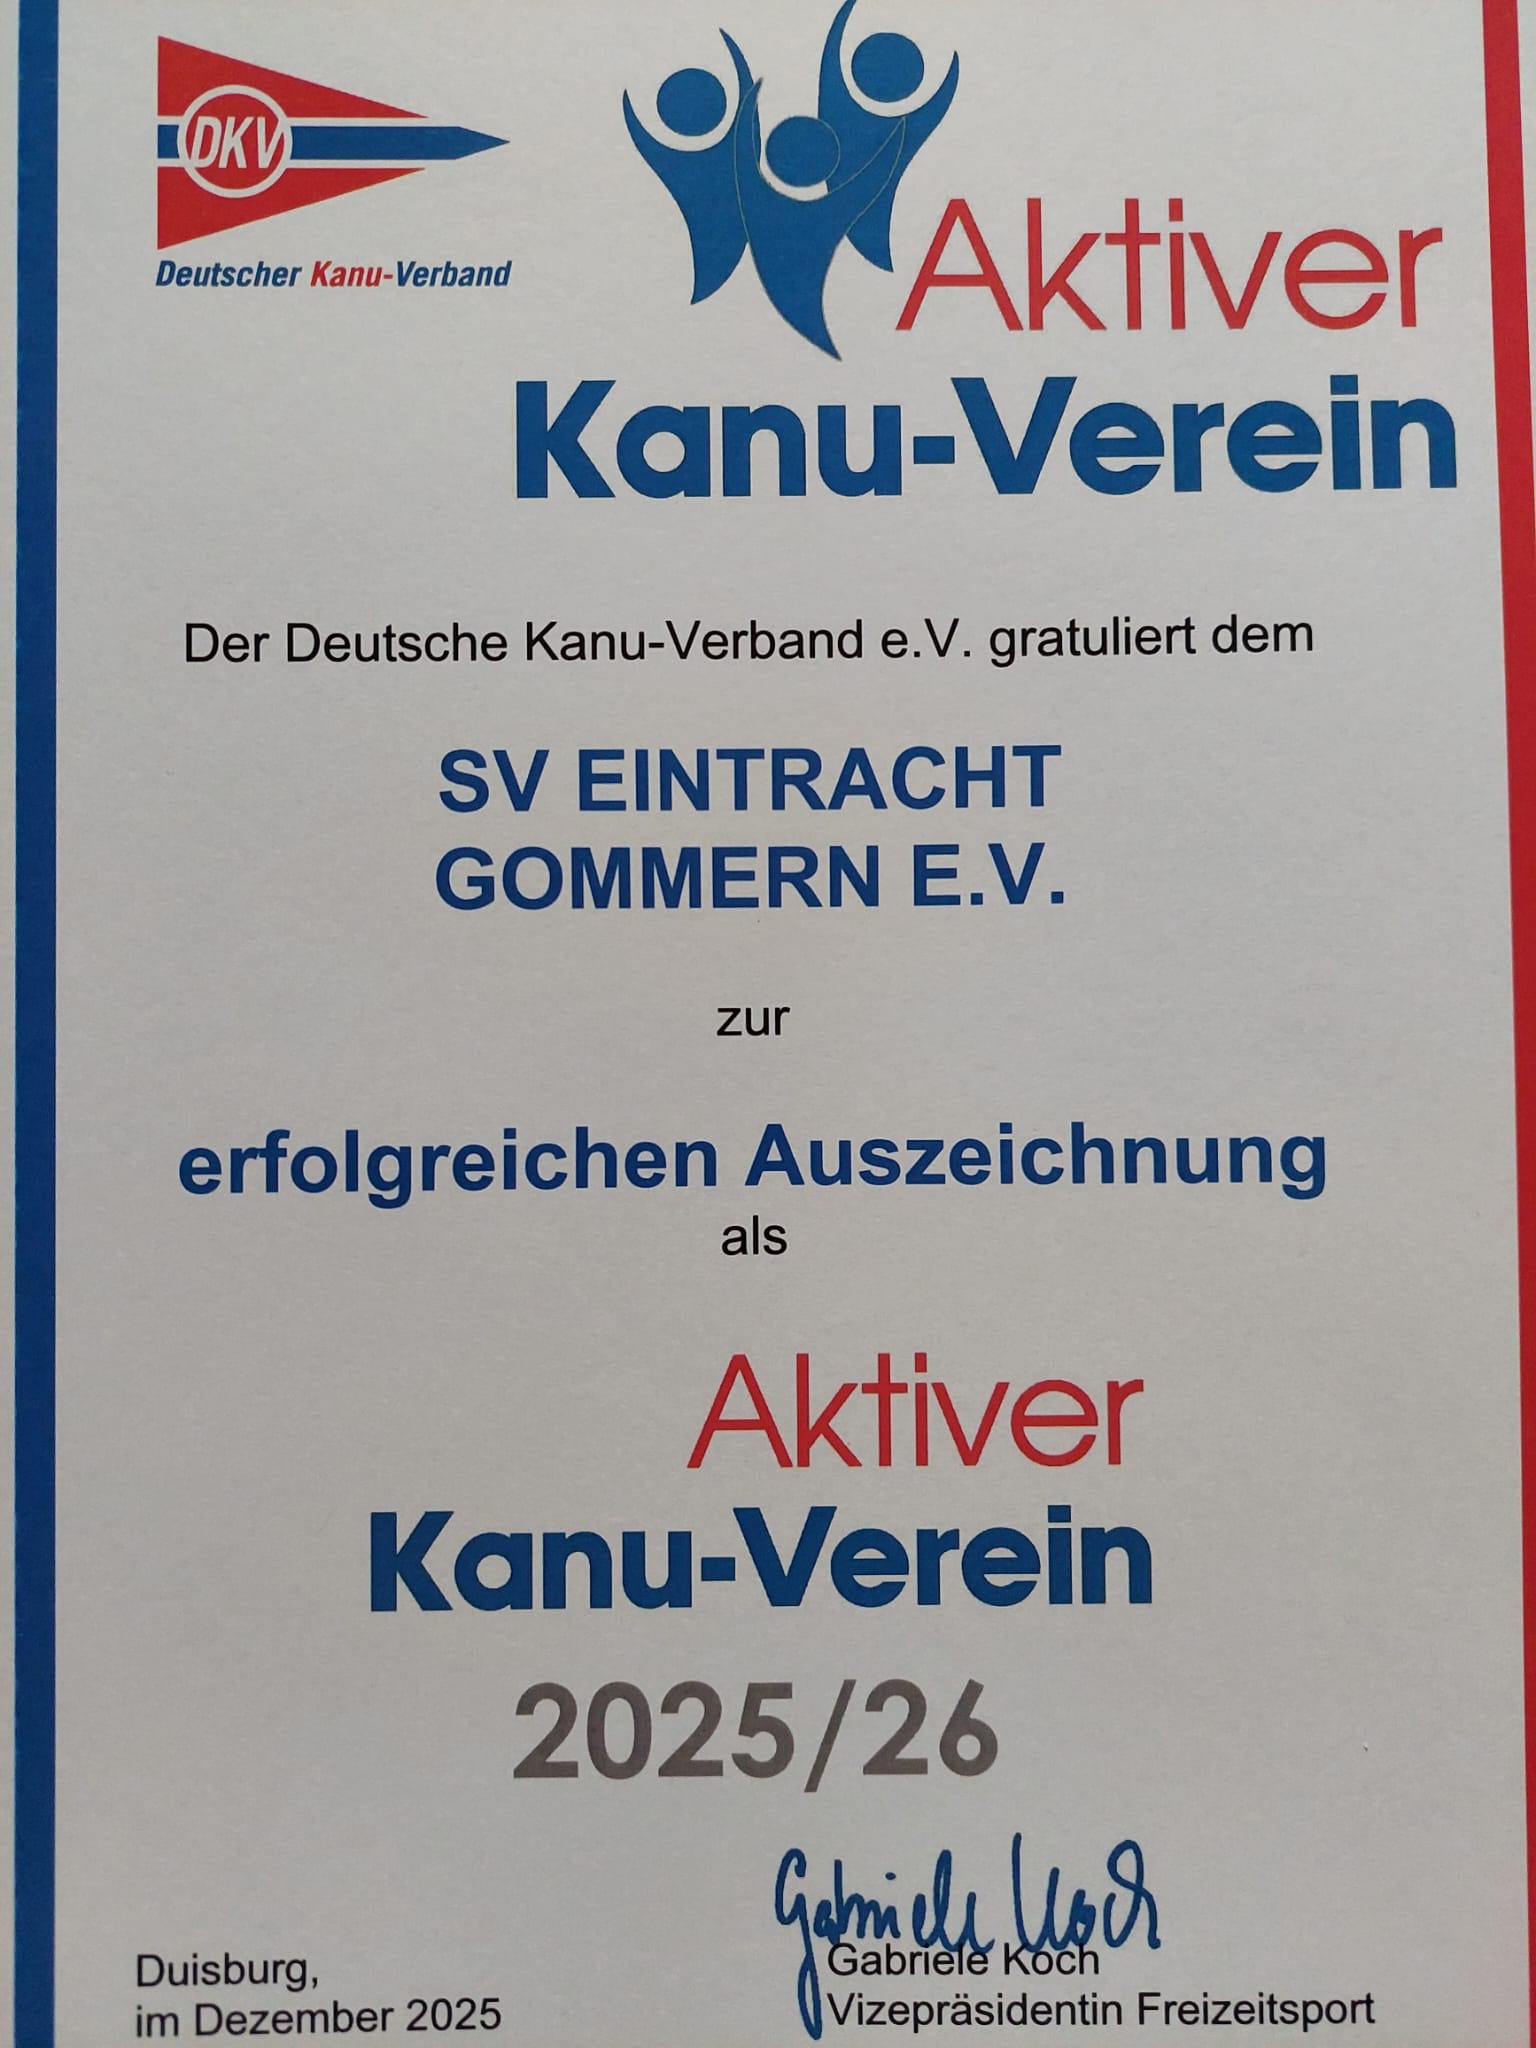 DKV
Deutscher Kanu-Verband
Aktiver
Kanu-Verein
Der Deutsche Kanu-Verband e.V. gratuliert dem
SV EINTRACHT
GOMMERN E.V.
zur
erfolgreichen Auszeichnung
als
Aktiver
Kanu-Verein
2025/26
Gabriele Koch
Duisburg,
im Dezember 2025
Gabriele Koch
Vizepräsidentin Freizeitsport